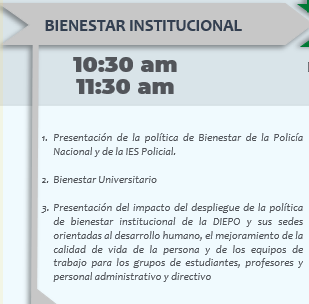 BIENESTAR INSTITUCIONAL
10:30 am
11:30 am
1. Presentación de la política de Bienestar de la Policía
Nacional y de la IES Policial.
2. Bienestar Universitario
3. Presentación del impacto del despliegue de la política
de bienestar institucional de la DIEPO y sus sedes
orientadas al desarrollo humano, el mejoramiento de la
calidad de vida de la persona y de los equipos de
trabajo para los grupos de estudiantes, profesores y
personal administrativo y directivo